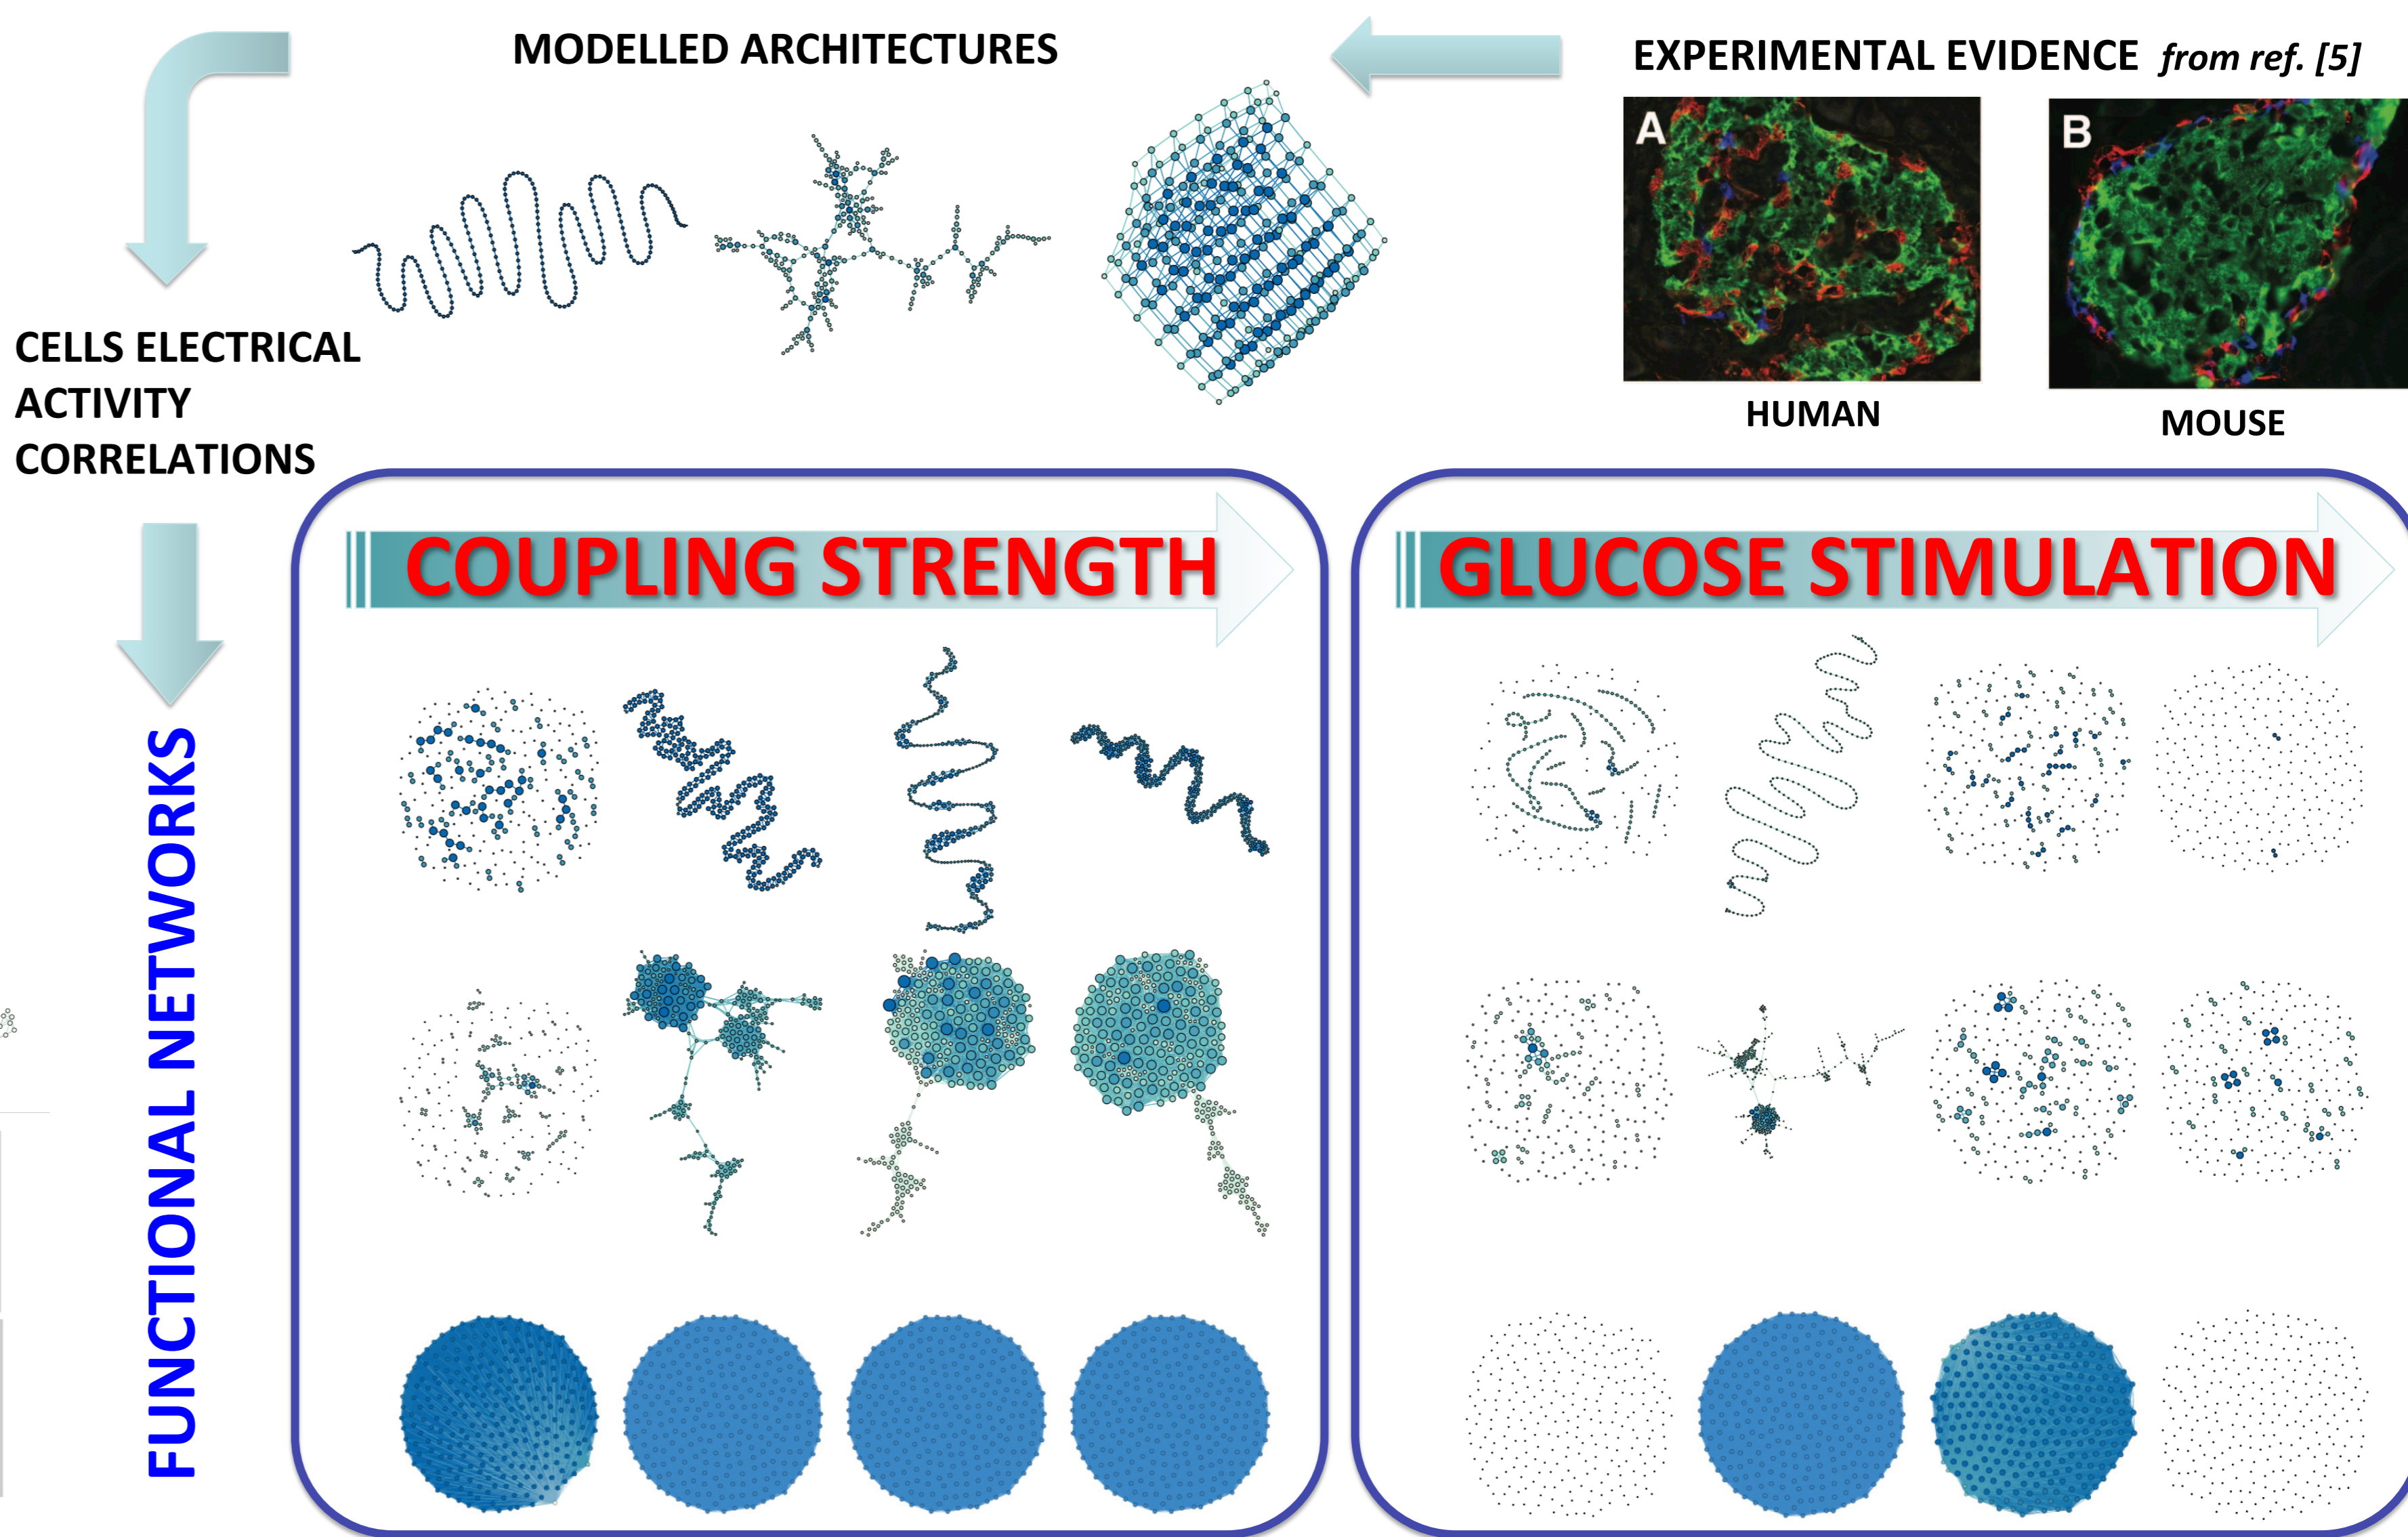 MODELLED ARCHITECTURES
EXPERIMENTAL EVIDENCE from ref. [5]
A
B
HUMAN
MOUSE
CELLS ELECTRICAL
ACTIVITY
CORRELATIONS
COUPLING STRENGTH
GLUCOSE STIMULATION
FUNCTIONAL NETWORKS